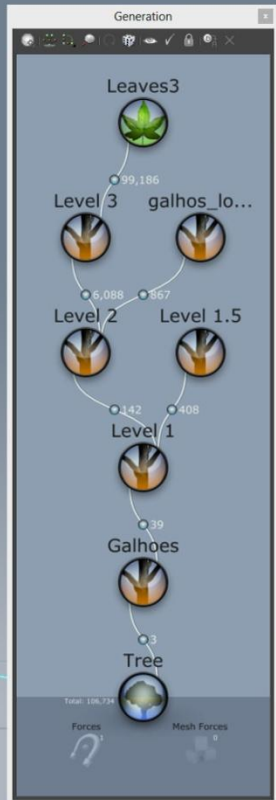 Generation
Leaves3
99,186
Level 3
galhos_lo...
6,088
867
Level 2
Level 1.5
142
408
Level 1
39
Galhoes
3
Tree
Total: 106,734
Forces
Mesh Forces
1
0